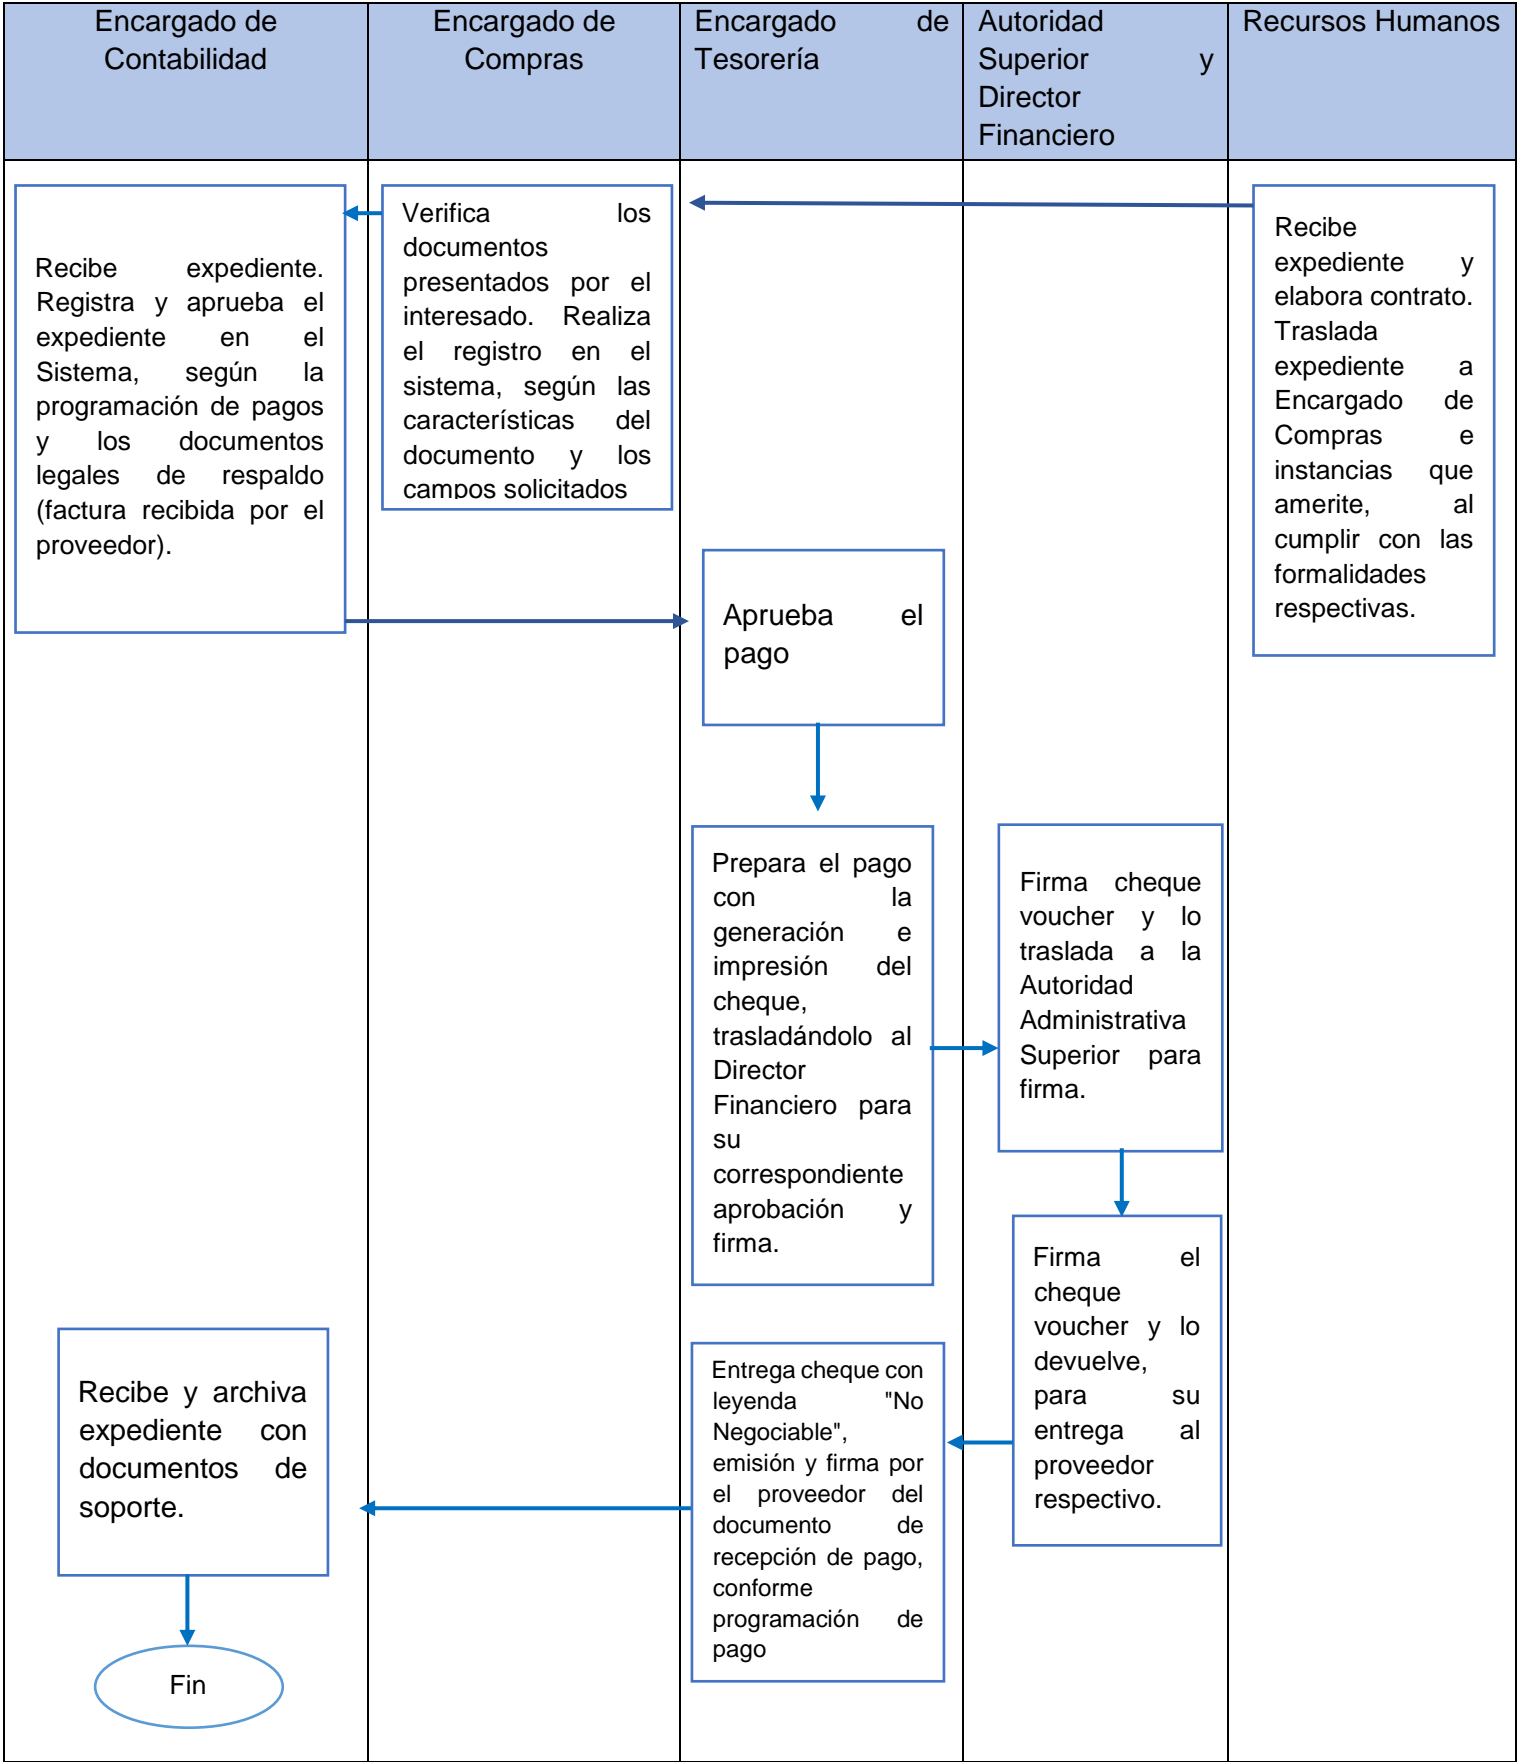 Encargado de
Contabilidad
Encargado de
Compras
Encargado de
Tesorería
Autoridad
Superior y
Director
Financiero
Recursos Humanos
Recibe expediente.
Registra y aprueba el
expediente en el
Sistema, según la
programación de pagos
y los documentos
legales de respaldo
(factura recibida por el
proveedor).
Verifica los
documentos
presentados por el
interesado. Realiza
el registro en el
sistema, según las
características del
documento y los
campos solicitados
Recibe
expediente y
elabora contrato.
Traslada
expediente a
Encargado de
Compras e
instancias que
amerite, al
cumplir con las
formalidades
respectivas.
Aprueba el
pago
Prepara el pago
con la
generación e
impresión del
cheque,
trasladándolo al
Director
Financiero para
su
correspondiente
aprobación y
firma.
Firma cheque
voucher y lo
traslada a la
Autoridad
Administrativa
Superior para
firma.
Firma el
cheque
voucher y lo
devuelve,
para su
entrega al
proveedor
respectivo.
Entrega cheque con
leyenda "No
Negociable",
emisión y firma por
el proveedor del
documento de
recepción de pago,
conforme
programación de
pago
Recibe y archiva
expediente con
documentos de
soporte.
Fin